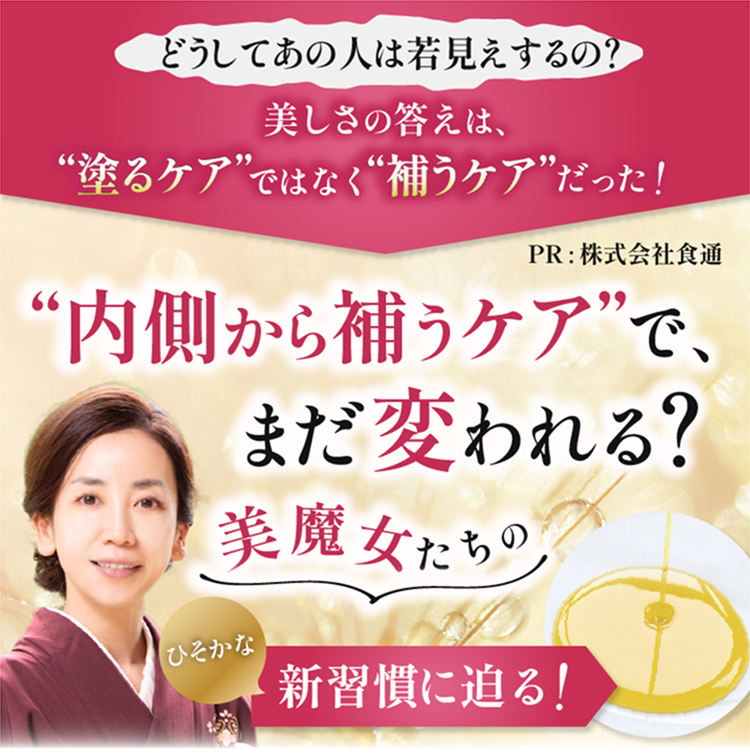 どうしてあの人は若見えするの?
美しさの答えは、
“塗るケア”ではなく“補うケア”だった!
PR:株式会社食通
“内側から補うケア”で、
まだ変われる?
美魔女たちの
ひそかな
新習慣に迫る!